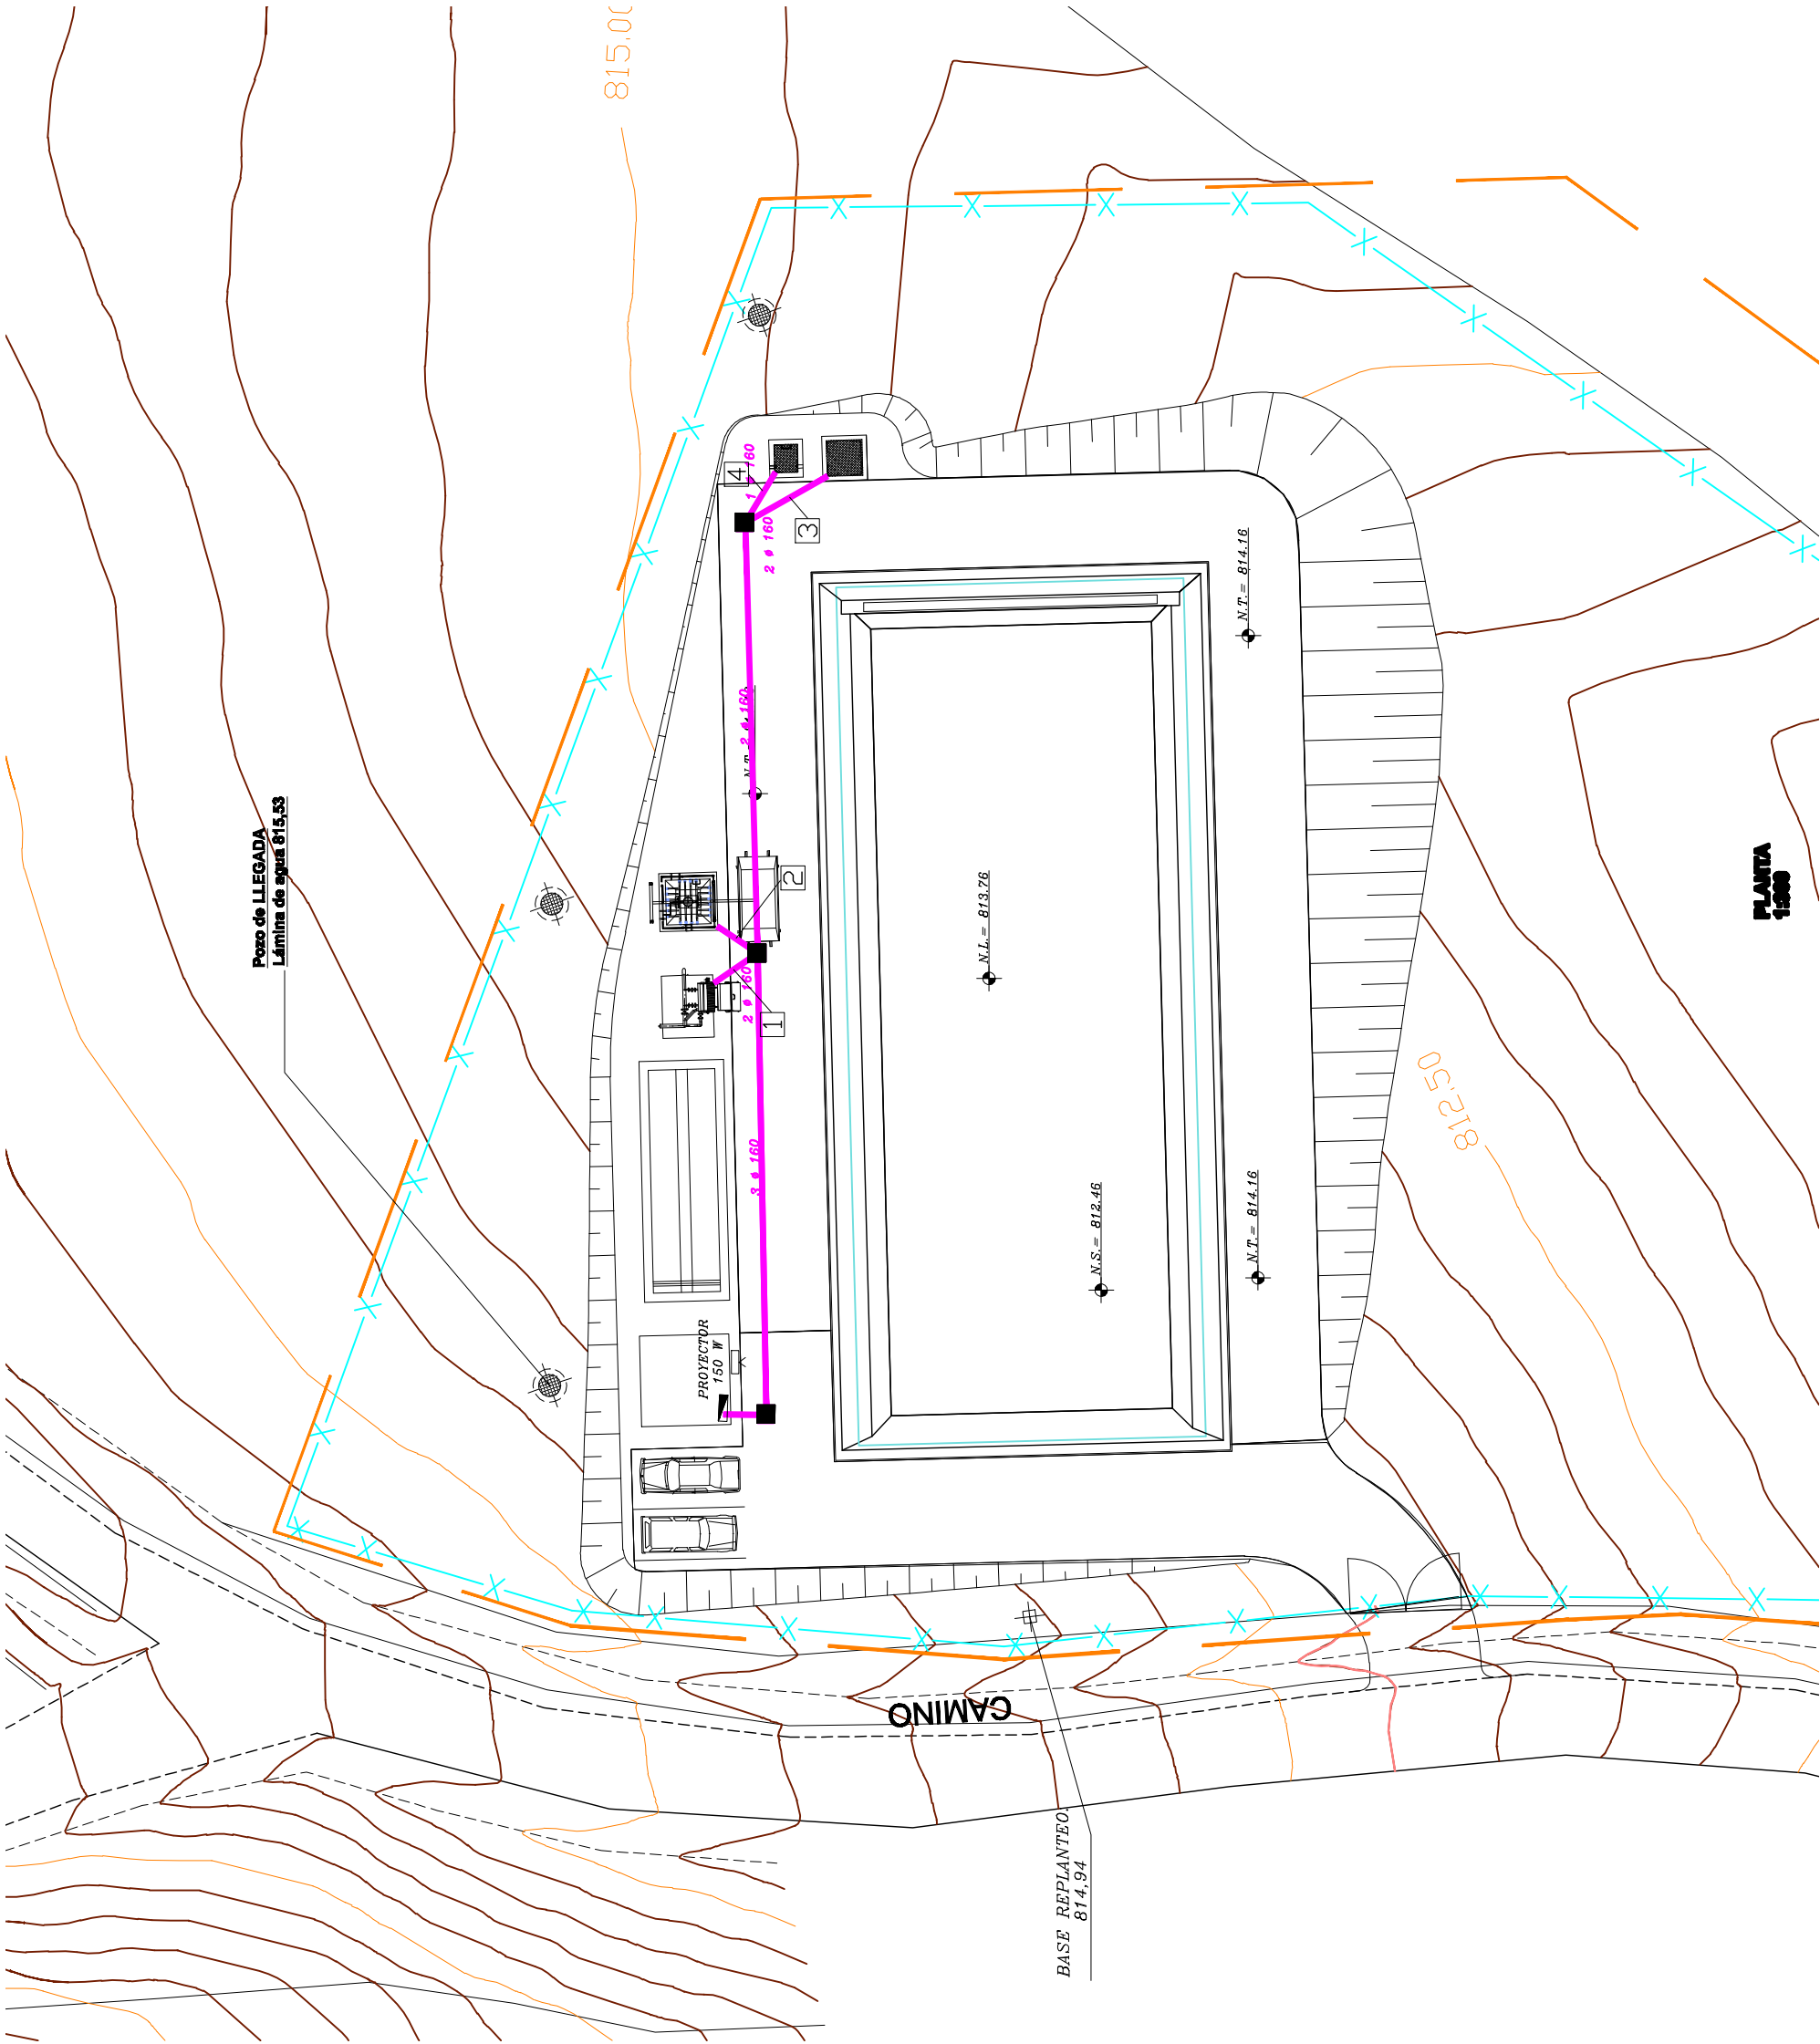 815.00
Pozo de LLEGADA
Lámina de agua 815,53
4
1 ø 160
3
2 ø 160
2 ø 160
N.T.
2
2 ø 160
1
3 ø 160
PROYECTOR
150 W
N.T.= 814.16
N.L.= 813.76
N.S.= 812.46
N.T.= 814.16
812.50
PLANTA
CAMINO
BASE REPLANTEO.
814,94